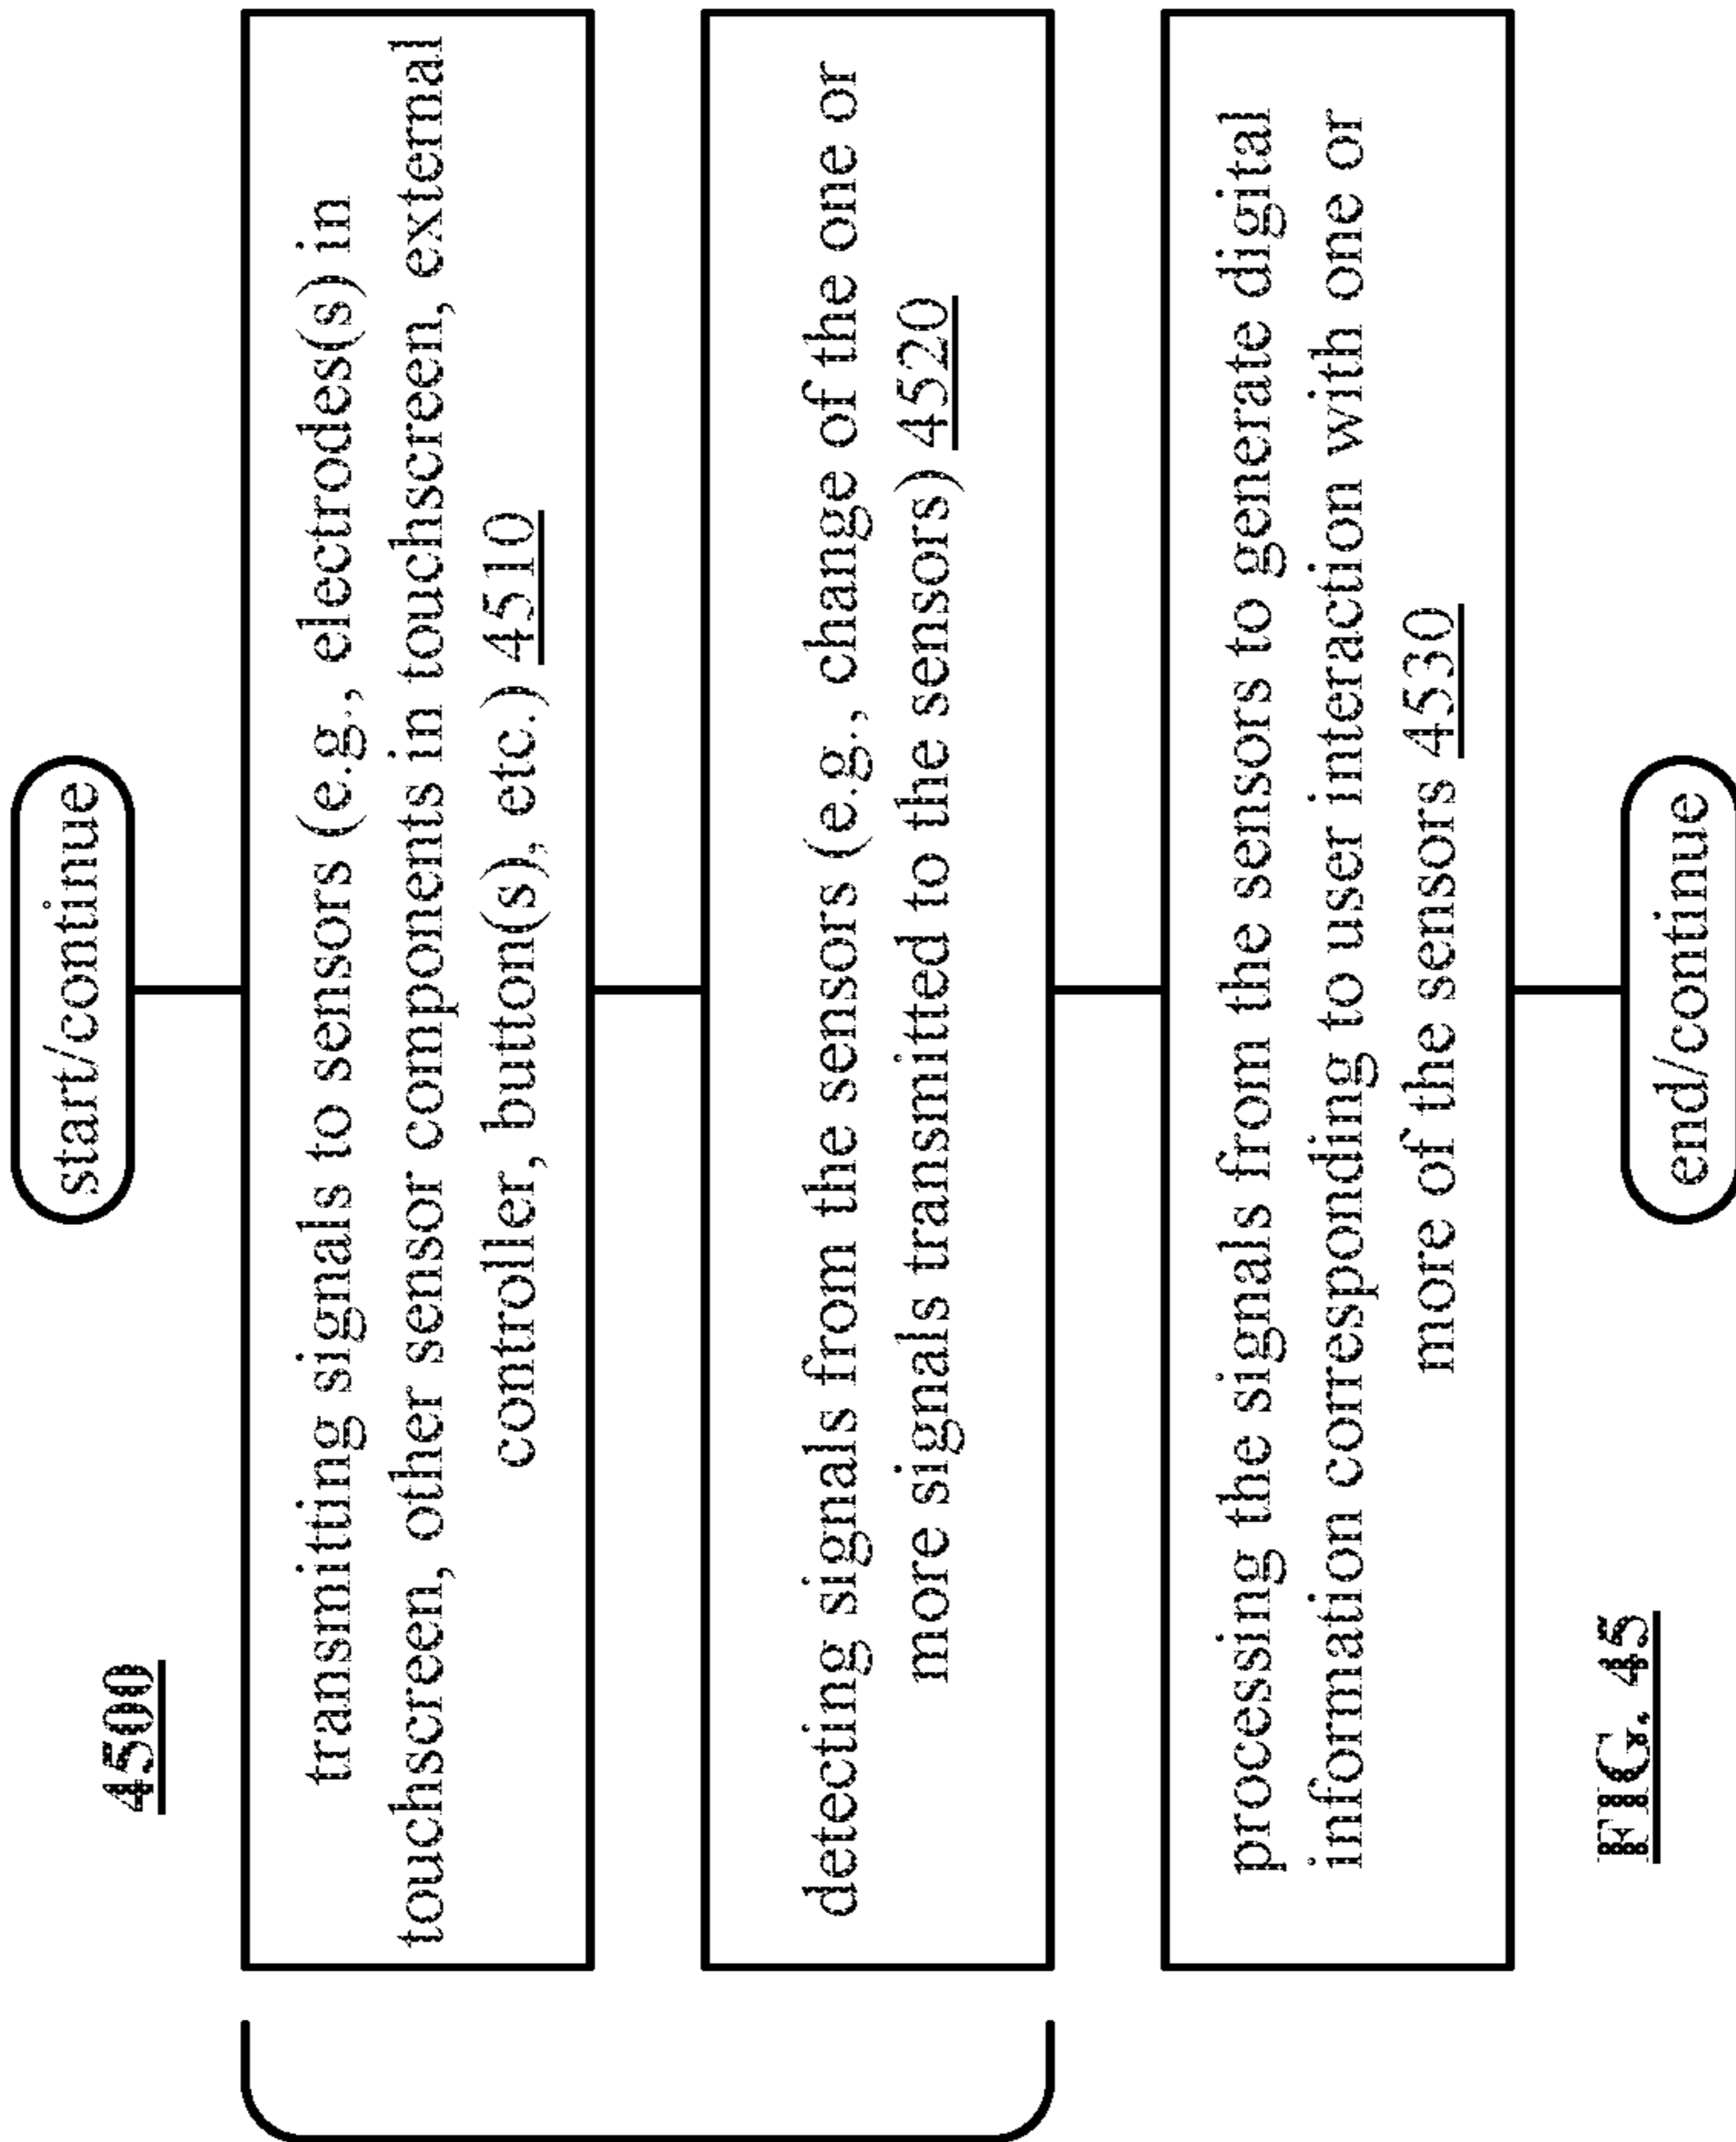 4500
start/continue
transmitting signals to sensors (e.g., electrodes(s) in
touchscreen, other sensor components in touchscreen, external
controller, button(s), etc.) 4510
detecting signals from the sensors (e.g., change of the one or
more signals transmitted to the sensors) 4520
processing the signals from the sensors to generate digital
information corresponding to user interaction with one or
more of the sensors 4530
end/continue
FIG. 45